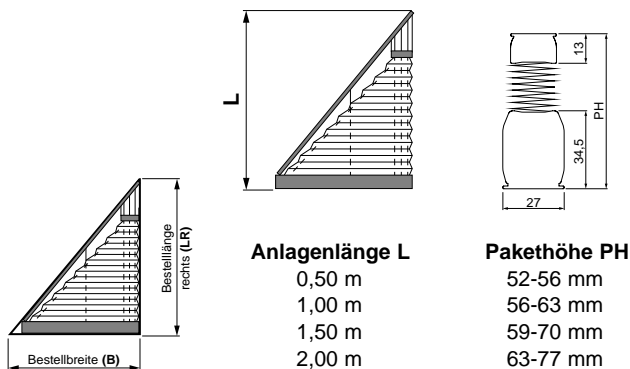 L
13
PH
34,5
27
Bestelllänge
rechts (LR)
Bestellbreite (B)
Anlagenlänge L
Pakethöhe PH
0,50 m
52-56 mm
1,00 m
56-63 mm
1,50 m
59-70 mm
2,00 m
63-77 mm